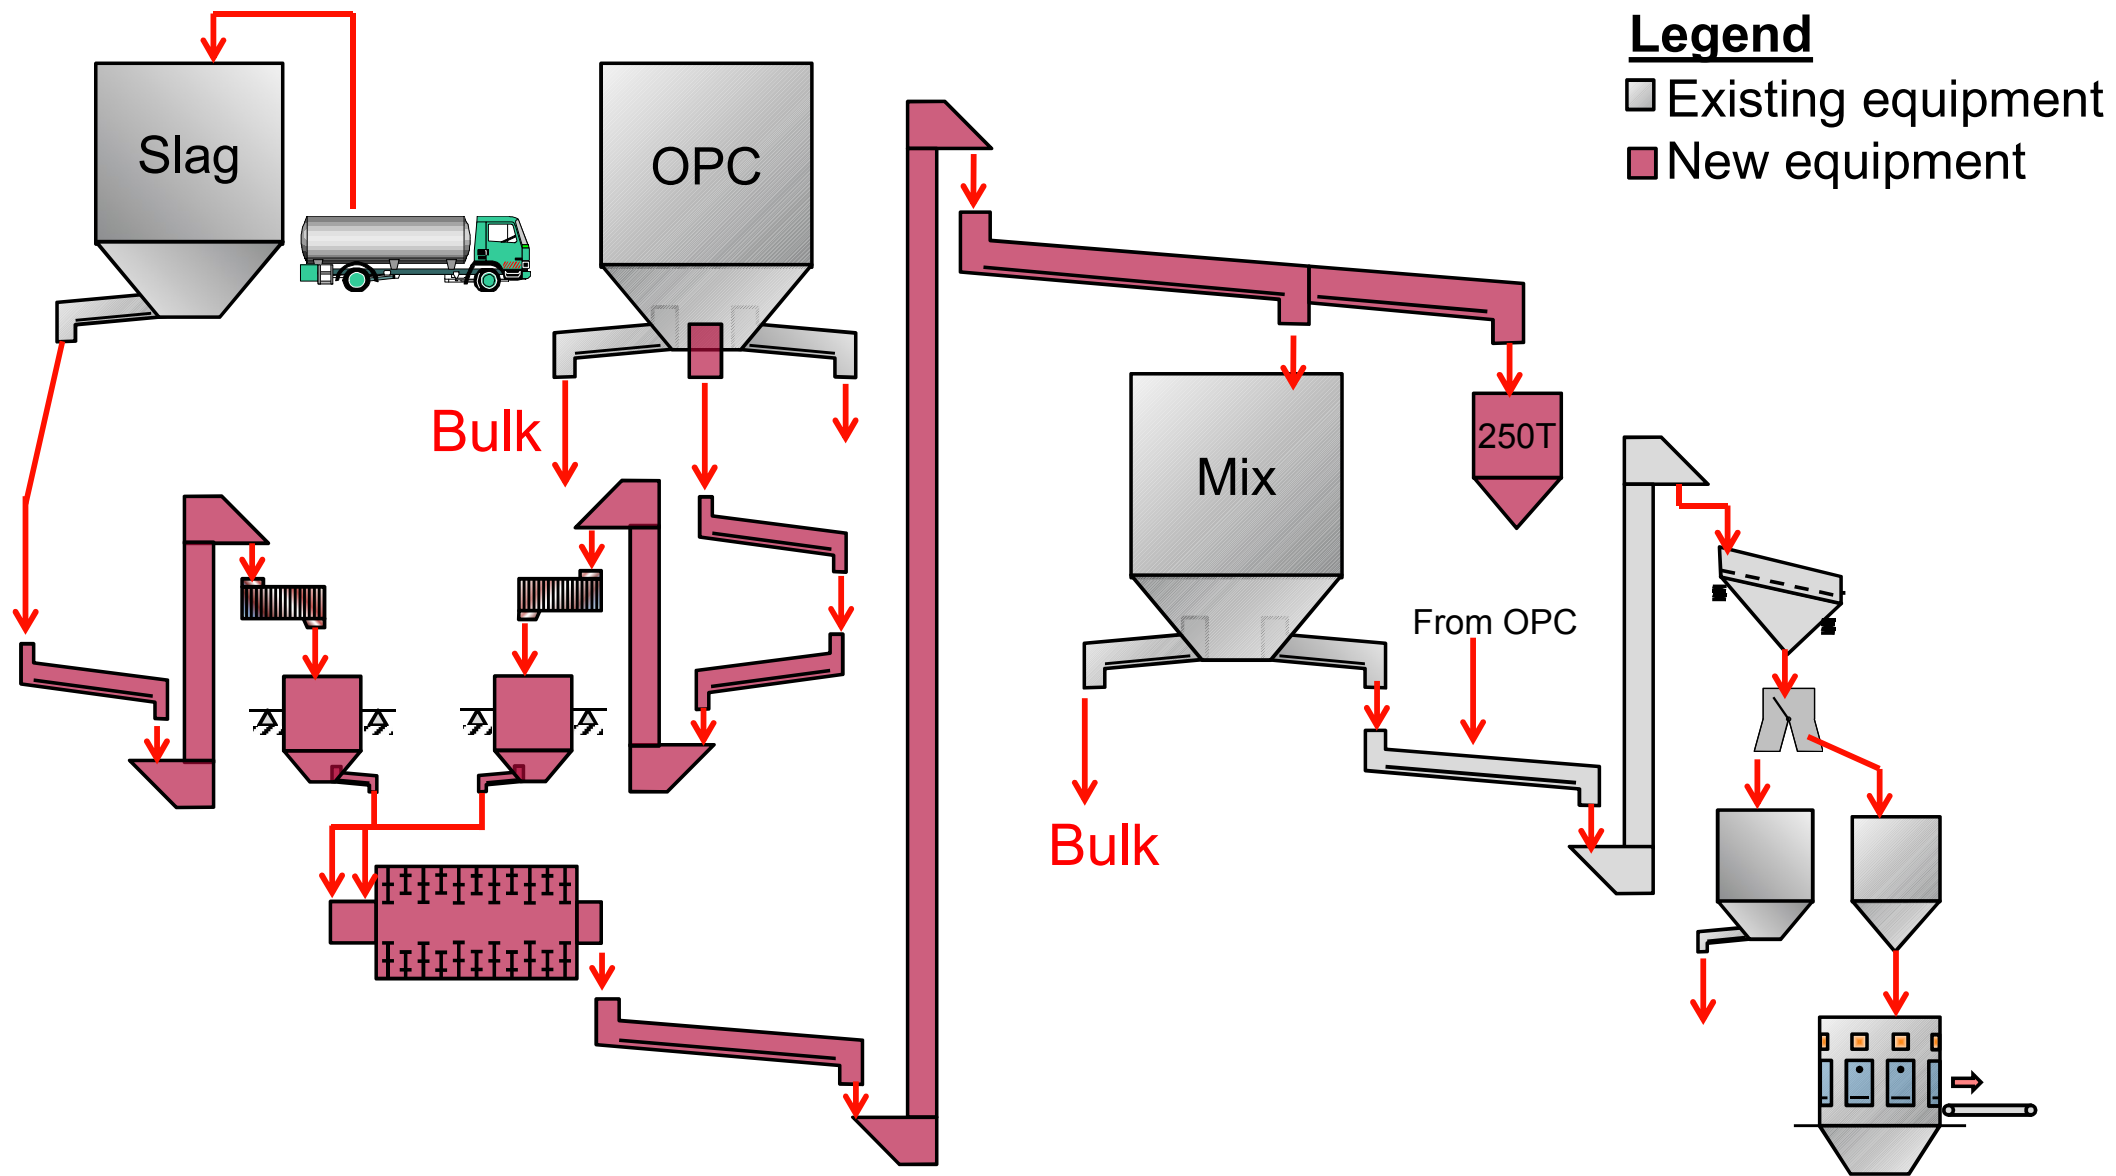 Legend
Existing equipment
New equipment
Slag
OPC
Bulk
250T
Mix
From OPC
Bulk